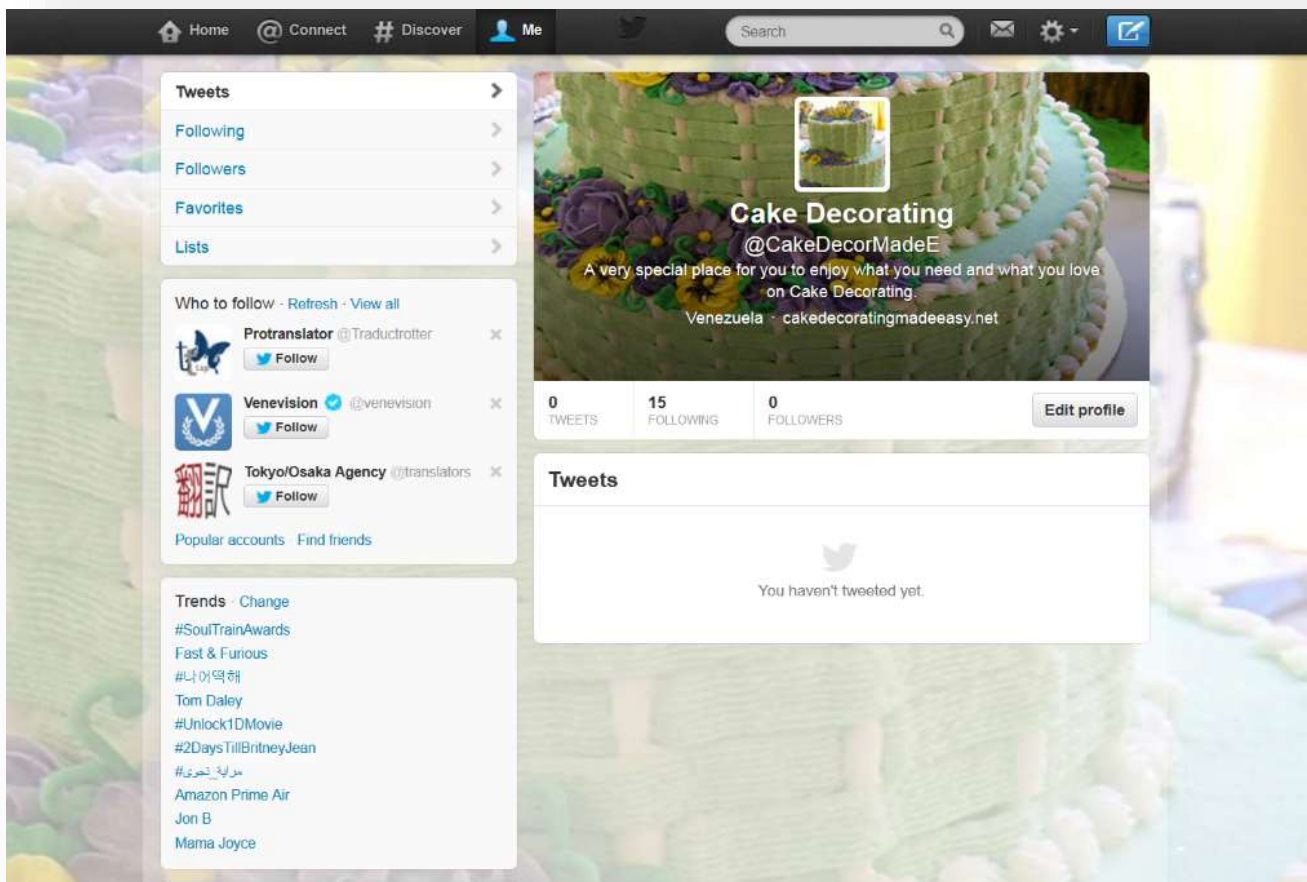 Home @ Connect # Discover Me Search
Tweets
Following
Followers
Favorites
Lists
Who to follow · Refresh · View all
Protranslator @Traductrotter
Follow
Venevision @venevision
Follow
翻訳 Tokyo/Osaka Agency @translators
Follow
Popular accounts · Find friends
Trends · Change
#SoulTrainAwards
Fast & Furious
#나어떡해
Tom Daley
#Unlock1DMovie
#2DaysTillBritneyJean
Amazon Prime Air
Jon B
Mama Joyce
Cake Decorating
@CakeDecorMadeE
A very special place for you to enjoy what you need and what you love
on Cake Decorating.
Venezuela · cakedecoratingmadeeasy.net
0 15 0
TWEETS FOLLOWING FOLLOWERS
Edit profile
Tweets
You haven't tweeted yet.